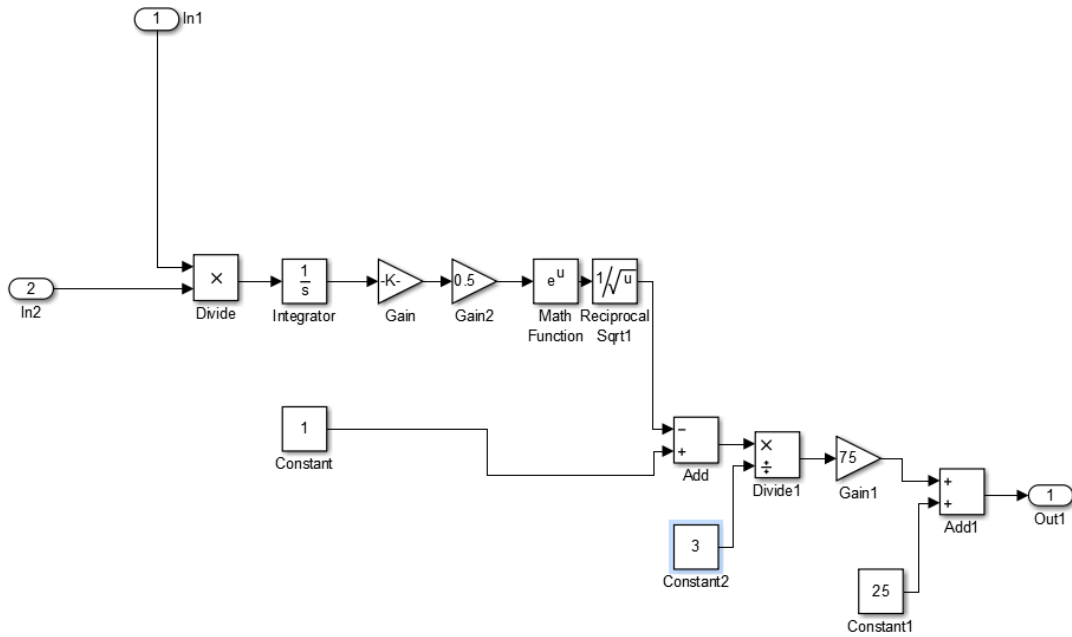 1
In1
2
In2
×
Divide
1
s
Integrator
-K-
Gain
0.5
Gain2
e^u
Math
Function
1/√u
Reciprocal
Sqrt1
1
Constant
−
+
Add
×
÷
Divide1
75
Gain1
+
+
Add1
1
Out1
3
Constant2
25
Constant1